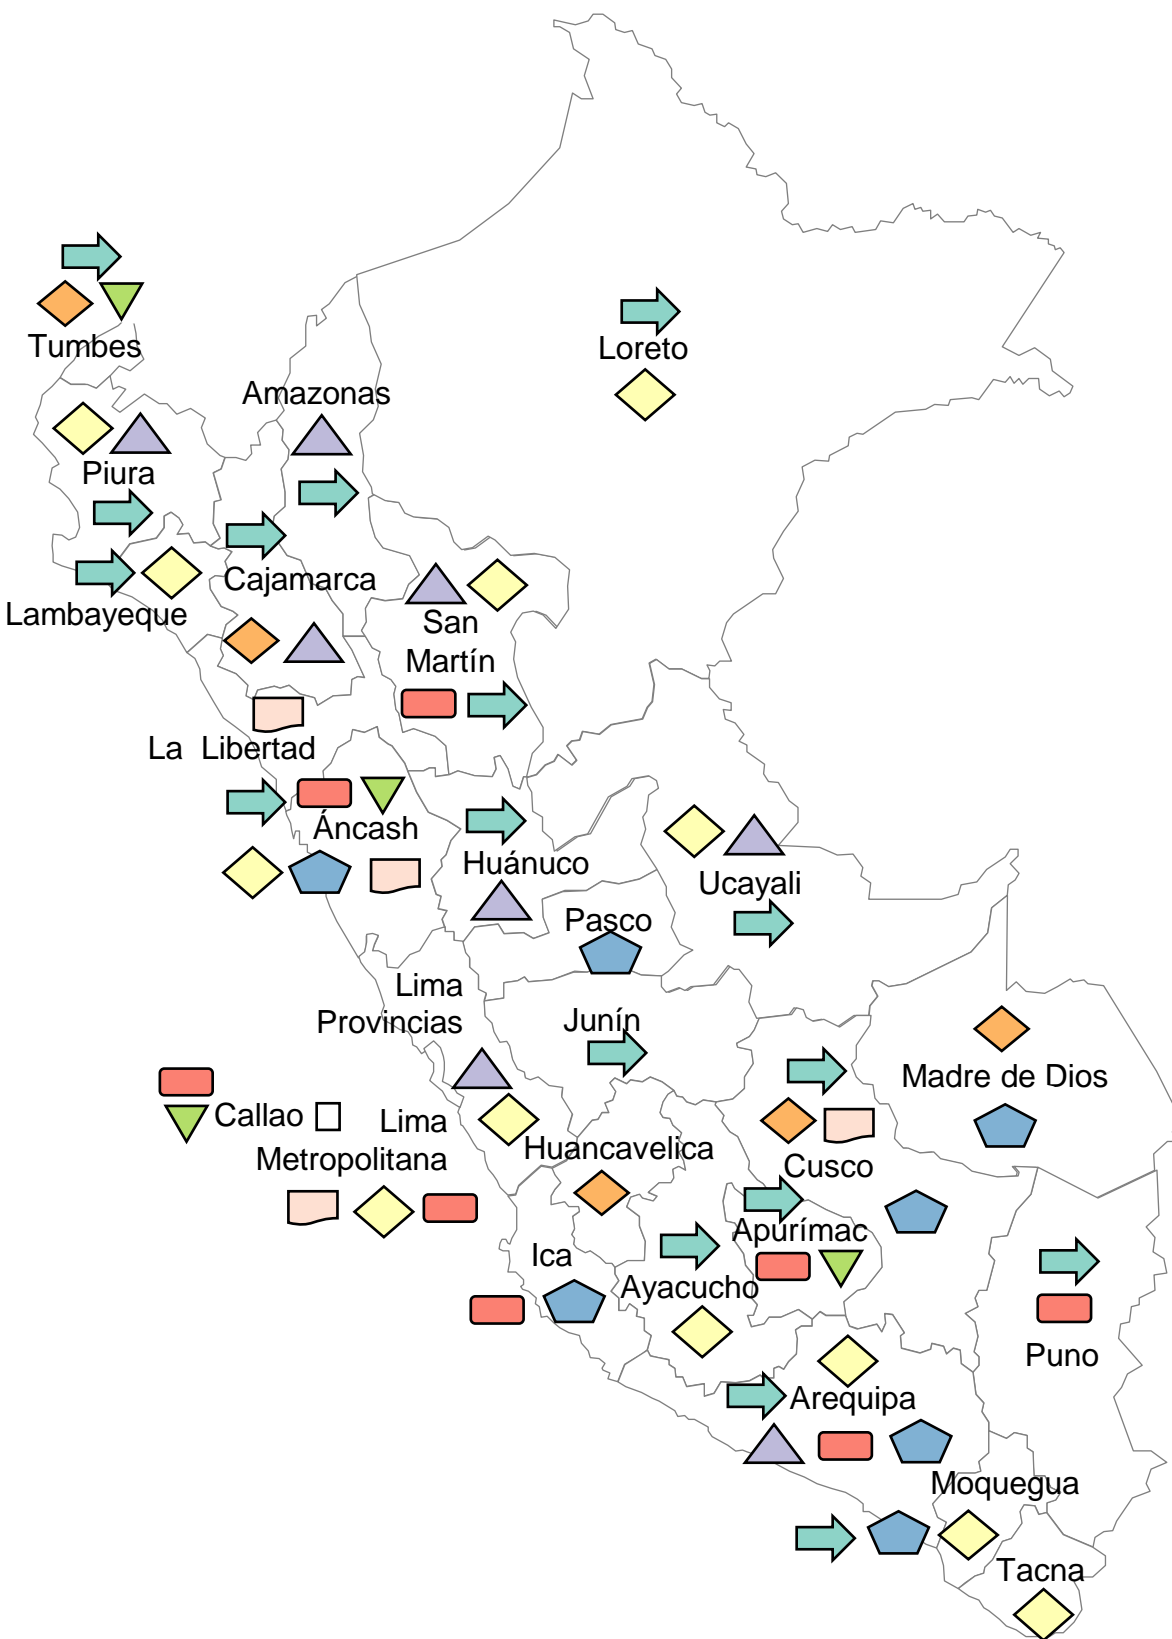 Tumbes
Loreto
Amazonas
Piura
Cajamarca
Lambayeque
San
Martín
La Libertad
Áncash
Huánuco
Ucayali
Pasco
Lima
Provincias
Junín
Madre de Dios
Callao
Lima
Metropolitana
Huancavelica
Cusco
Apurímac
Ica
Ayacucho
Puno
Arequipa
Moquegua
Tacna